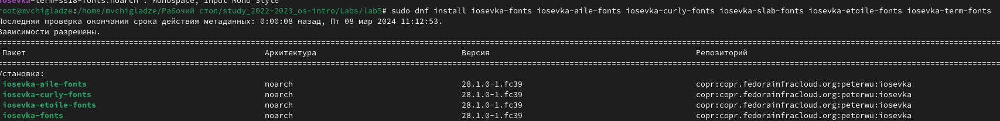 iosevka-term-ss18-fonts.noarch : Monospace, Input Mono Style
root@mvchigladze:/home/mvchigladze/Рабочий стол/study_2022-2023_os-intro/Labs/lab5# sudo dnf install iosevka-fonts iosevka-aile-fonts iosevka-curly-fonts iosevka-slab-fonts iosevka-etoile-fonts iosevka-term-fonts
Последняя проверка окончания срока действия метаданных: 0:00:08 назад, Пт 08 мар 2024 11:12:53.
Зависимости разрешены.
Пакет Архитектура Версия Репозиторий
Установка:
iosevka-aile-fonts noarch 28.1.0-1.fc39 copr:copr.fedorainfracloud.org:peterwu:iosevka
iosevka-curly-fonts noarch 28.1.0-1.fc39 copr:copr.fedorainfracloud.org:peterwu:iosevka
iosevka-etoile-fonts noarch 28.1.0-1.fc39 copr:copr.fedorainfracloud.org:peterwu:iosevka
iosevka-fonts noarch 28.1.0-1.fc39 copr:copr.fedorainfracloud.org:peterwu:iosevka